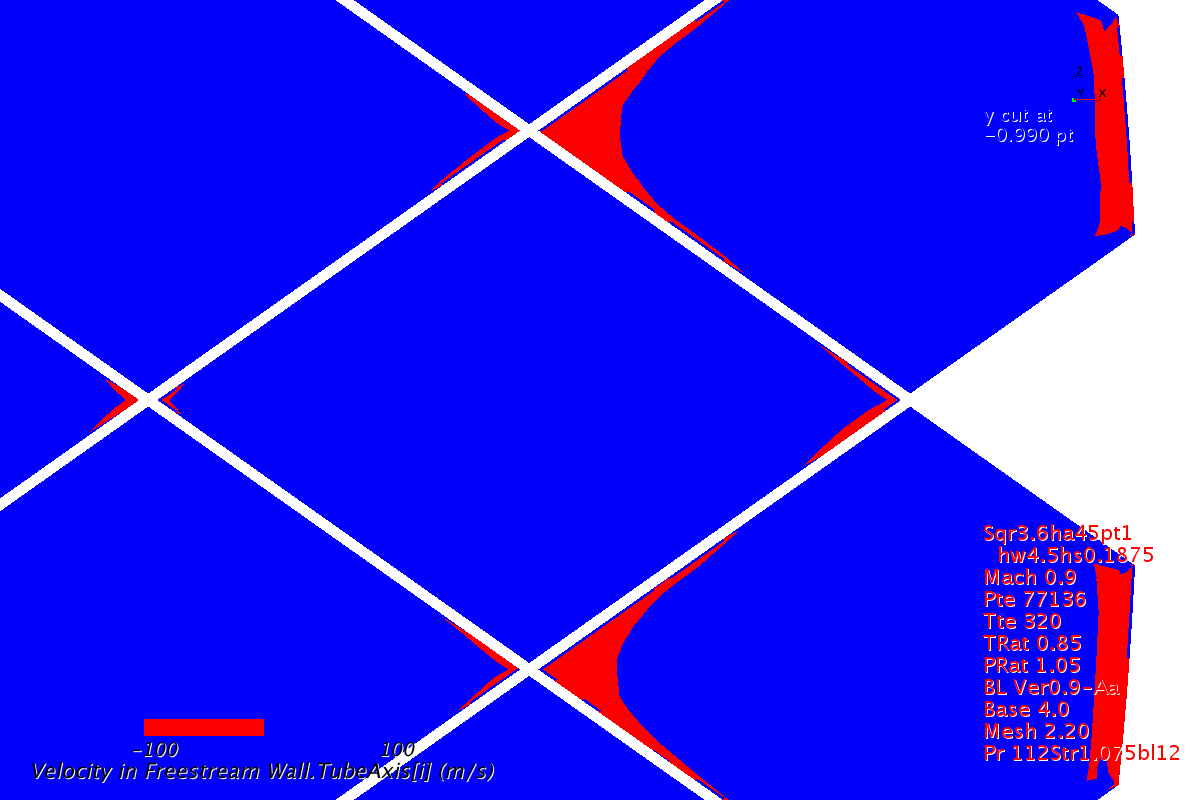 Z
Y X
y cut at
−0.990 pt
Sqr3.6ha45pt1
hw4.5hs0.1875
Mach 0.9
Pte 77136
Tte 320
TRat 0.85
PRat 1.05
BL Ver0.9−Aa
Base 4.0
Mesh 2.20
Pr 112Str1.075bl12
−100 100
Velocity in Freestream Wall.TubeAxis[i] (m/s)